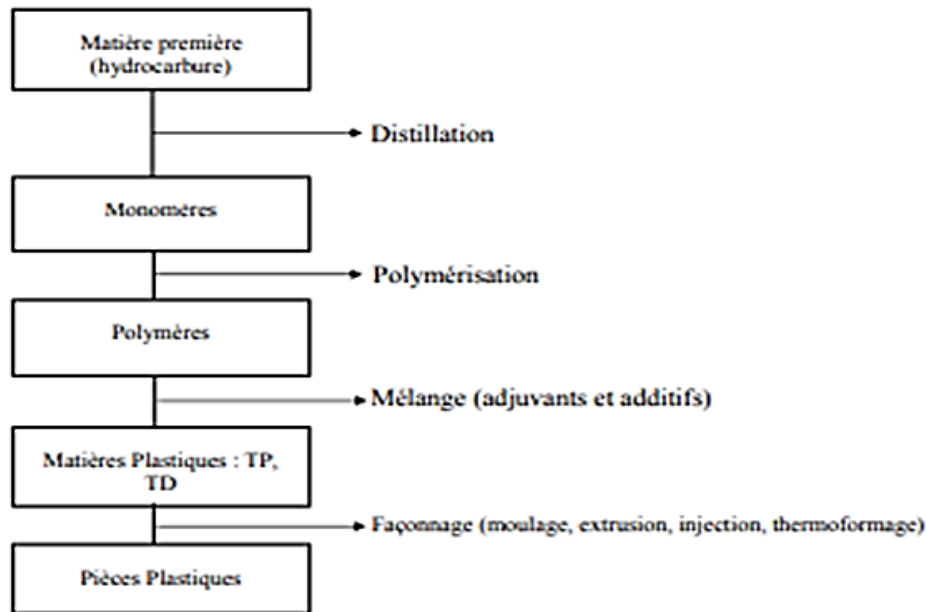 Matière première
(hydrocarbure)
Distillation
Monomères
Polymérisation
Polymères
Mélange (adjuvants et additifs)
Matières Plastiques : TP,
TD
Façonnage (moulage, extrusion, injection, thermoformage)
Pièces Plastiques